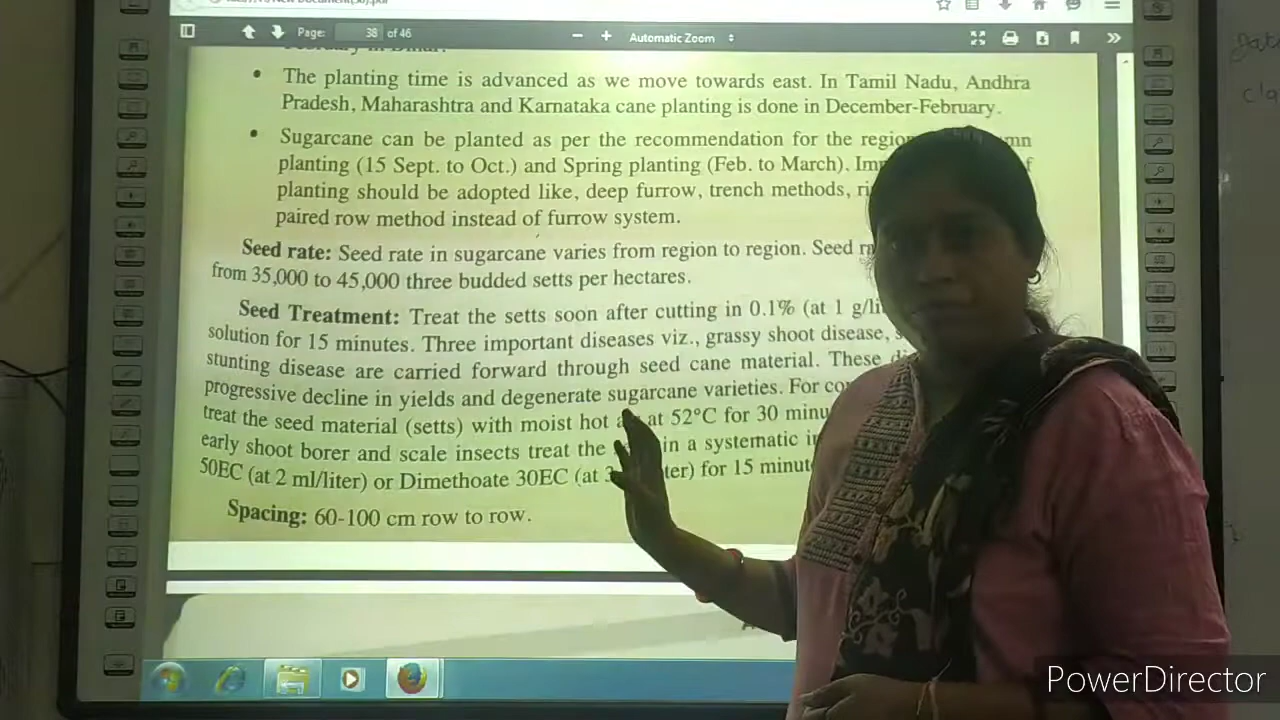 Page: 38 of 46
Automatic Zoom
• The planting time is advanced as we move towards east. In Tamil Nadu, Andhra
Pradesh, Maharashtra and Karnataka cane planting is done in December-February.
• Sugarcane can be planted as per the recommendation for the
planting (15 Sept. to Oct.) and Spring planting (Feb. to March).
planting should be adopted like, deep furrow, trench methods,
paired row method instead of furrow system.
Seed rate: Seed rate in sugarcane varies from region to region. Seed
from 35,000 to 45,000 three budded setts per hectares.
Seed Treatment: Treat the setts soon after cutting in 0.1% (at 1
solution for 15 minutes. Three important diseases viz., grassy shoot disease,
stunting disease are carried forward through seed cane material. These
progressive decline in yields and degenerate sugarcane varieties. For
treat the seed material (setts) with moist hot at 52°C for 30
early shoot borer and scale insects treat the in a systematic
50EC (at 2 ml/liter) or Dimethoate 30EC (at for 15
Spacing: 60-100 cm row to row.
PowerDirector